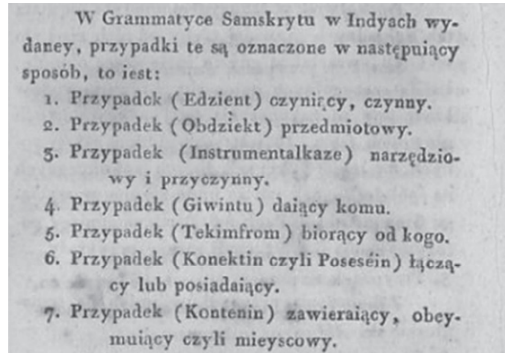 W Grammatyce Samskrytu w Indyach wy-
daney, przypadki te są oznaczone w następuiący
sposób, to iest:
1. Przypadek (Edzient) czyniący, czynny.
2. Przypadek (Obdziekt) przedmiotowy.
3. Przypadek (Instrumentalkaze) narzędzio-
wy i przyczynny.
4. Przypadek (Giwintu) daiący komu.
5. Przypadek (Tekimfrom) biorący od kogo.
6. Przypadek (Konektin czyli Poseséin) łączą-
cy lub posiadaiący.
7. Przypadek (Kontenin) zawieraiący, obey-
muiący czyli mieyscowy.